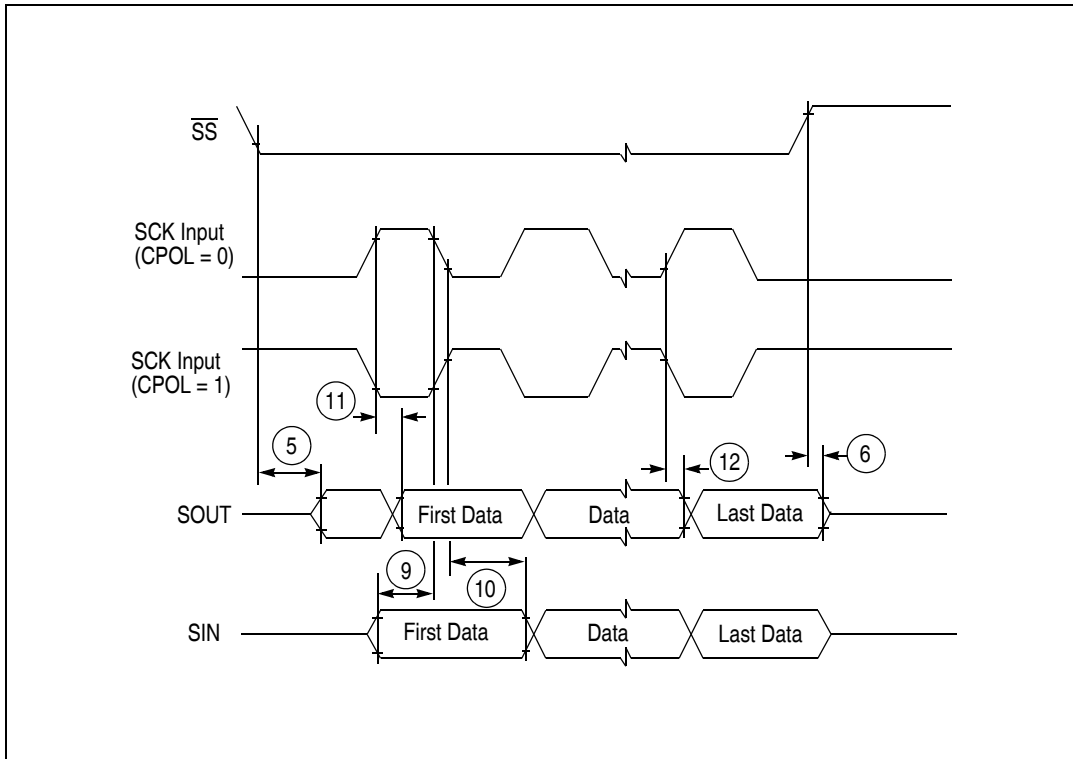 SS
SCK Input
(CPOL = 0)
SCK Input
(CPOL = 1)
11
5
12
6
SOUT
First Data
Data
Last Data
9
10
SIN
First Data
Data
Last Data